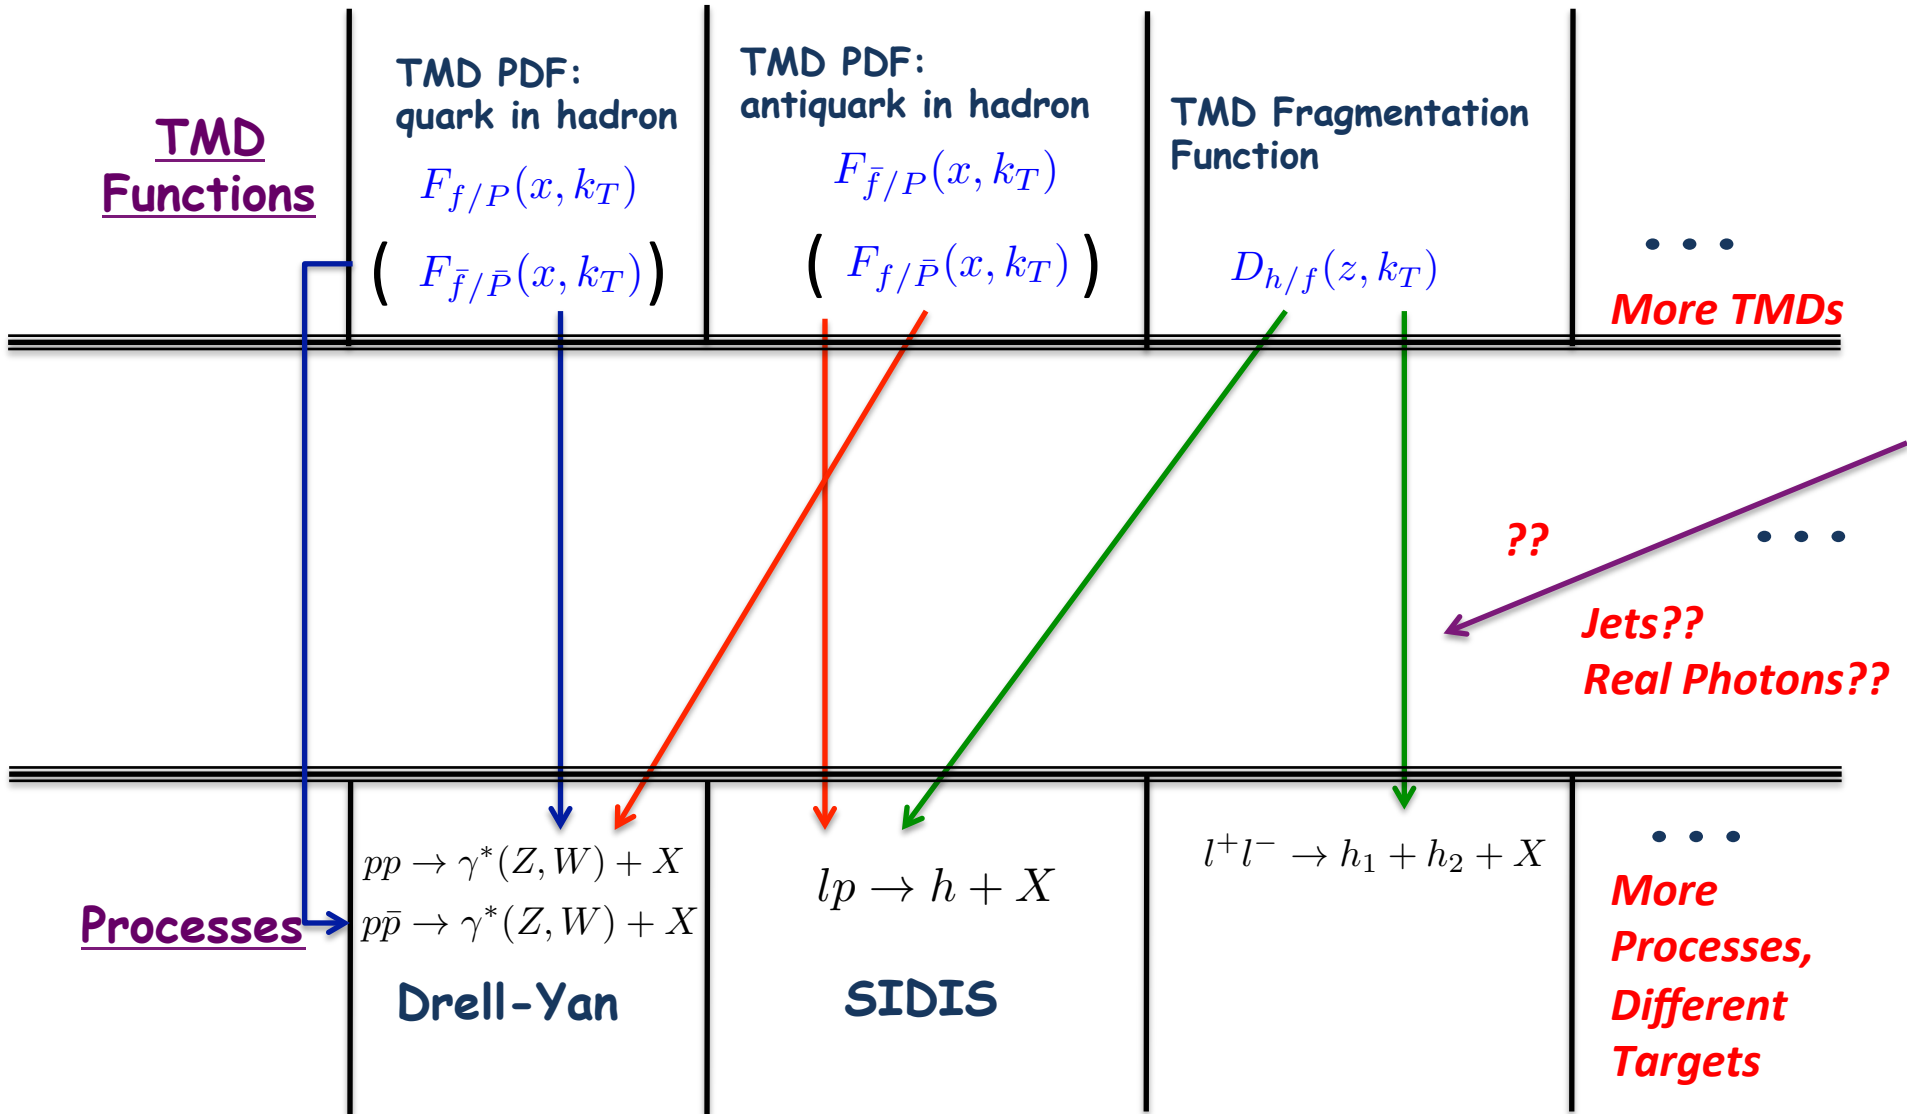 TMD
Functions
TMD PDF:
quark in hadron
F_{f/P}(x, k_T)
( F_{\bar{f}/\bar{P}}(x, k_T) )
TMD PDF:
antiquark in hadron
F_{\bar{f}/P}(x, k_T)
( F_{f/\bar{P}}(x, k_T) )
TMD Fragmentation
Function
D_{h/f}(z, k_T)
• • •
More TMDs
??
• • •
Jets??
Real Photons??
Processes
pp → γ*(Z, W) + X
p\bar{p} → γ*(Z, W) + X
Drell-Yan
lp → h + X
SIDIS
l⁺l⁻ → h₁ + h₂ + X
• • •
More
Processes,
Different
Targets